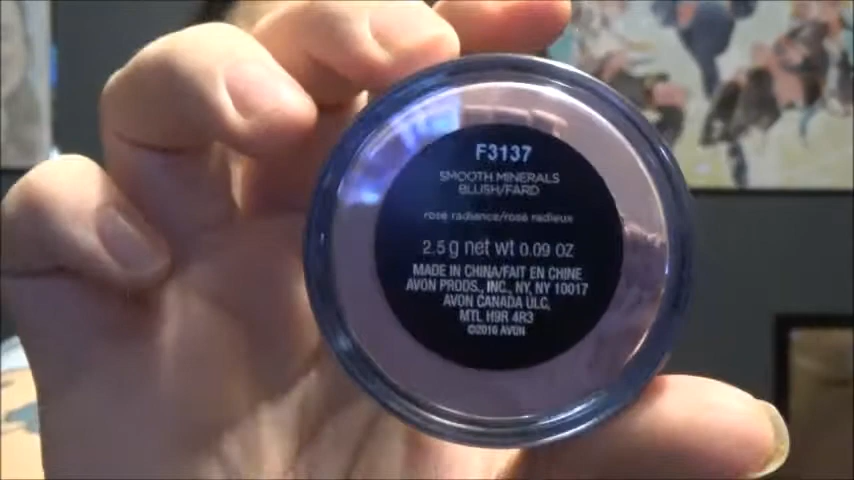 F3137
SMOOTH MINERALS
BLUSH/FARD
rose radiance/rosé radieux
2.5 g net wt 0.09 OZ
MADE IN CHINA/FAIT EN CHINE
AVON PRODS., INC., NY, NY 10017
AVON CANADA ULC,
MTL H9R 4R3
©2010 AVON